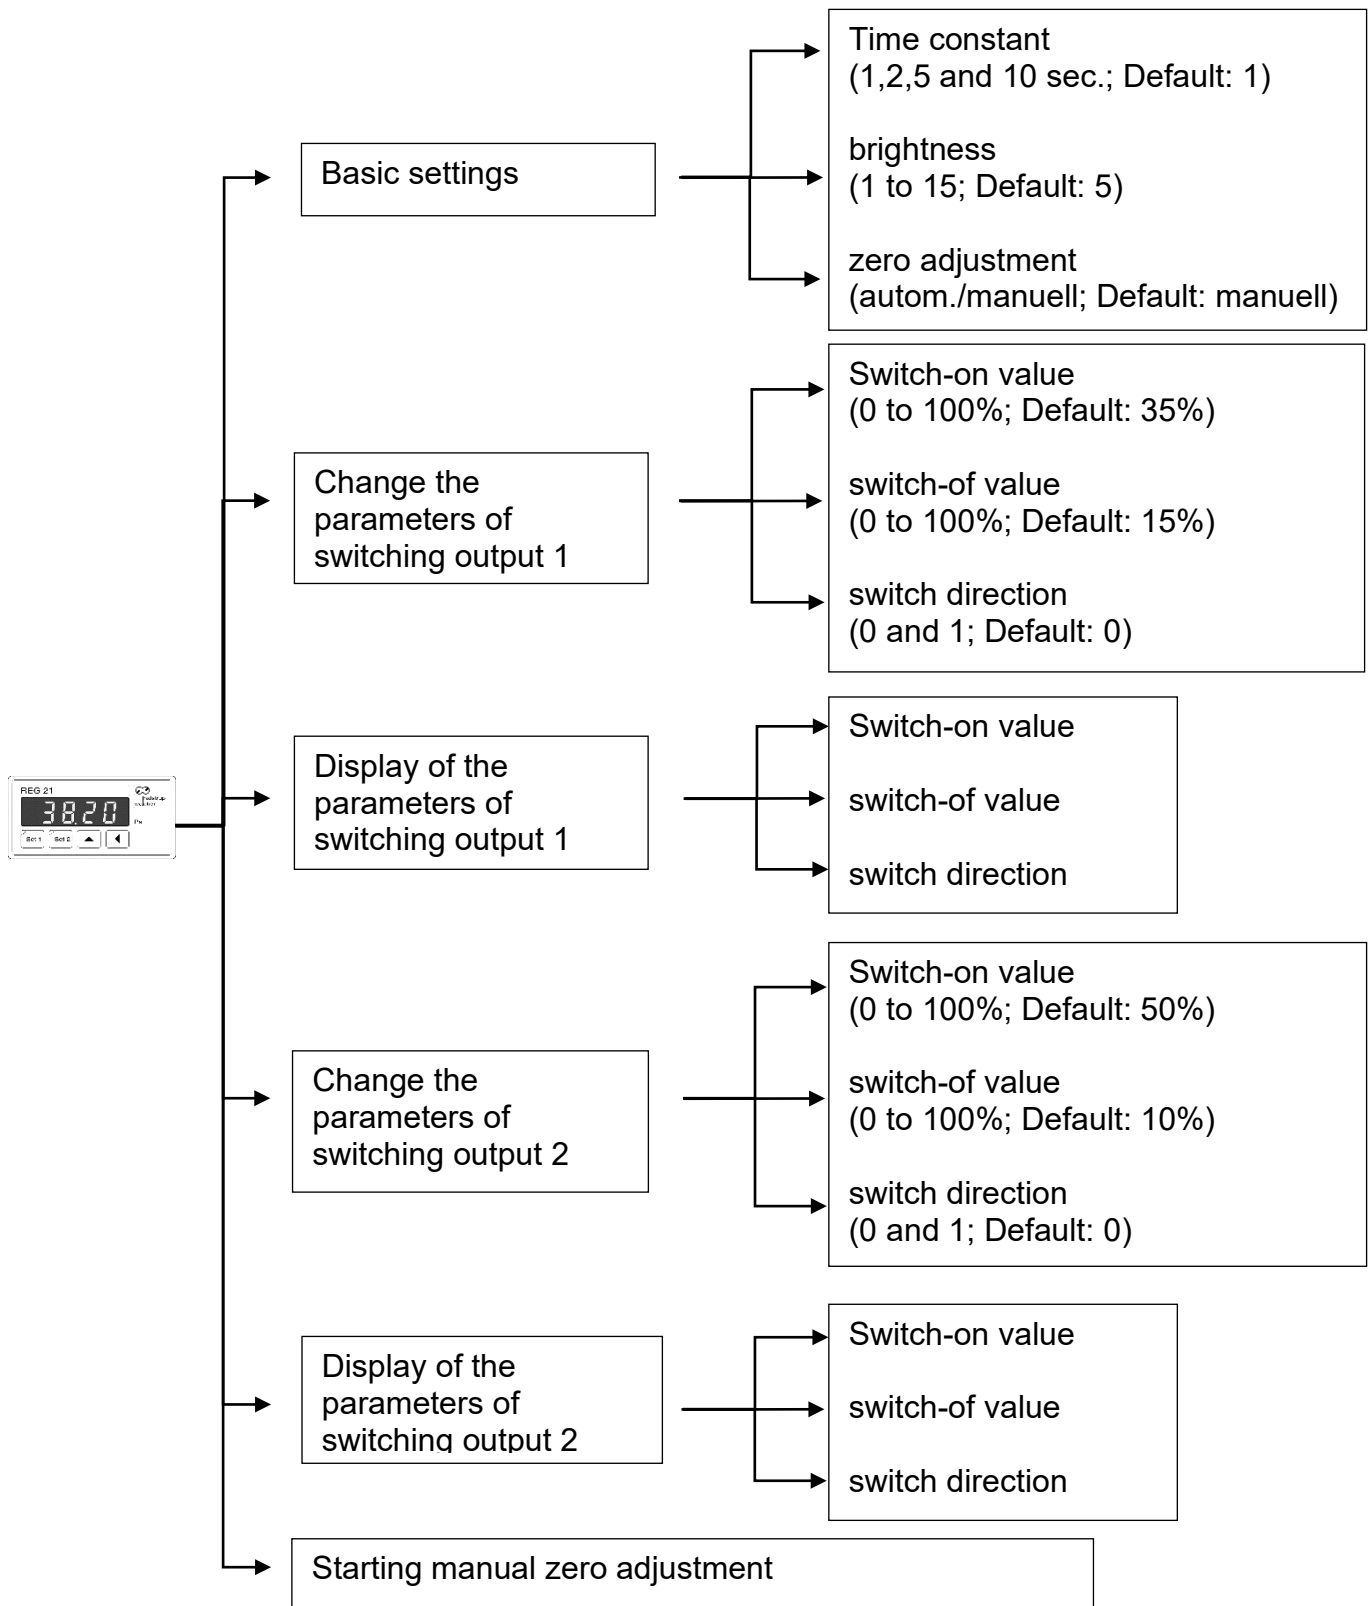 Time constant
(1,2,5 and 10 sec.; Default: 1)
brightness
(1 to 15; Default: 5)
zero adjustment
(autom./manuell; Default: manuell)
Basic settings
Switch-on value
(0 to 100%; Default: 35%)
switch-of value
(0 to 100%; Default: 15%)
switch direction
(0 and 1; Default: 0)
Change the
parameters of
switching output 1
Switch-on value
switch-of value
switch direction
Display of the
parameters of
switching output 1
REG 21
38.20
Pa
Set 1 Set 2
Switch-on value
(0 to 100%; Default: 50%)
switch-of value
(0 to 100%; Default: 10%)
switch direction
(0 and 1; Default: 0)
Change the
parameters of
switching output 2
Switch-on value
switch-of value
switch direction
Display of the
parameters of
switching output 2
Starting manual zero adjustment